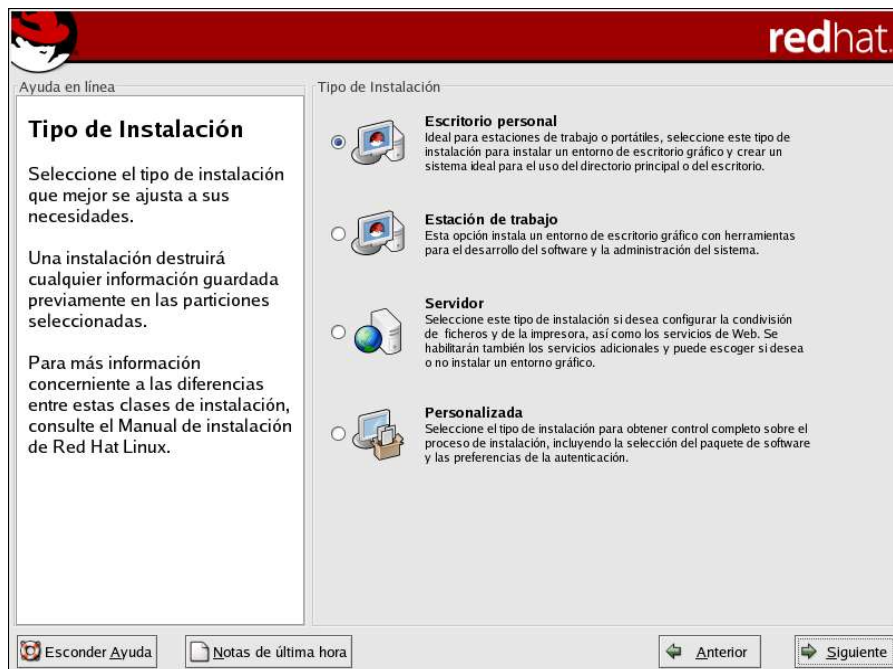 redhat.
Ayuda en línea
Tipo de Instalación
Seleccione el tipo de instalación
que mejor se ajusta a sus
necesidades.
Una instalación destruirá
cualquier información guardada
previamente en las particiones
seleccionadas.
Para más información
concerniente a las diferencias
entre estas clases de instalación,
consulte el Manual de instalación
de Red Hat Linux.
Tipo de Instalación
Escritorio personal
Ideal para estaciones de trabajo o portátiles, seleccione este tipo de
instalación para instalar un entorno de escritorio gráfico y crear un
sistema ideal para el uso del directorio principal o del escritorio.
Estación de trabajo
Esta opción instala un entorno de escritorio gráfico con herramientas
para el desarrollo del software y la administración del sistema.
Servidor
Seleccione este tipo de instalación si desea configurar la condivisión
de ficheros y de la impresora, así como los servicios de Web. Se
habilitarán también los servicios adicionales y puede escoger si desea
o no instalar un entorno gráfico.
Personalizada
Seleccione el tipo de instalación para obtener control completo sobre el
proceso de instalación, incluyendo la selección del paquete de software
y las preferencias de la autenticación.
Esconder Ayuda
Notas de última hora
Anterior
Siguiente